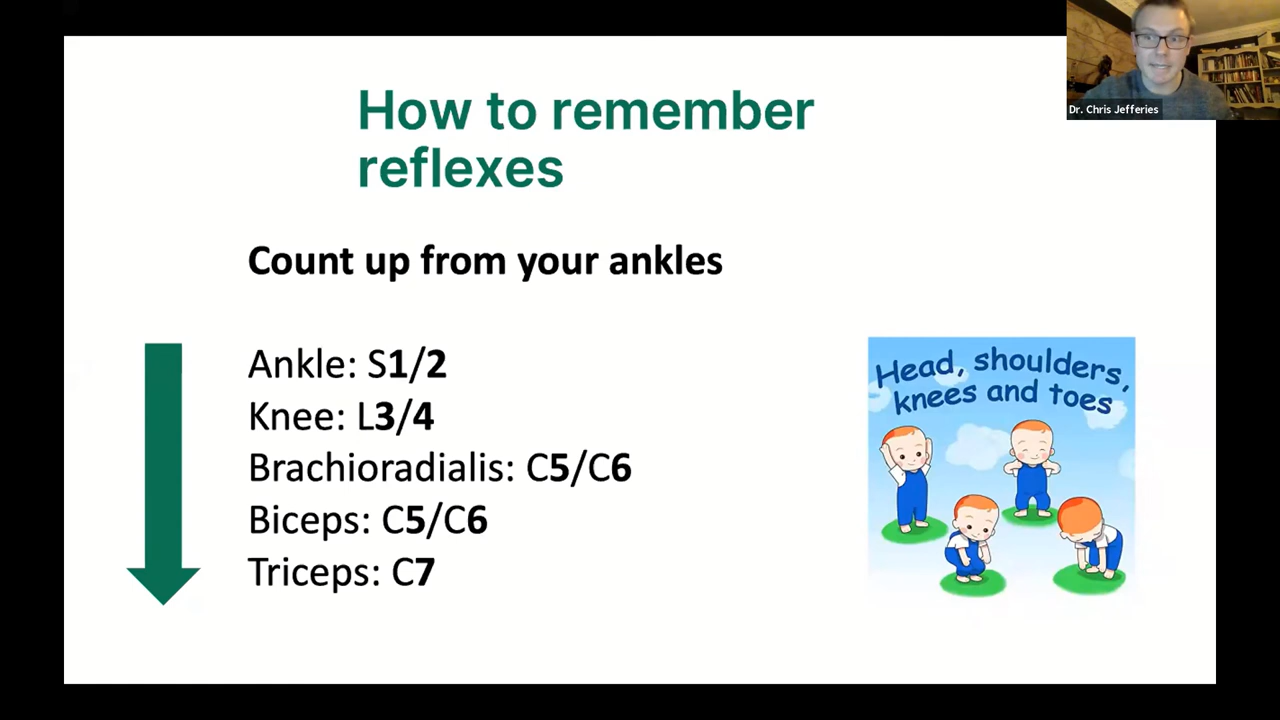 How to remember
reflexes
Dr. Chris Jefferies
Count up from your ankles
Ankle: S1/2
Knee: L3/4
Brachioradialis: C5/C6
Biceps: C5/C6
Triceps: C7
Head, shoulders,
knees and toes